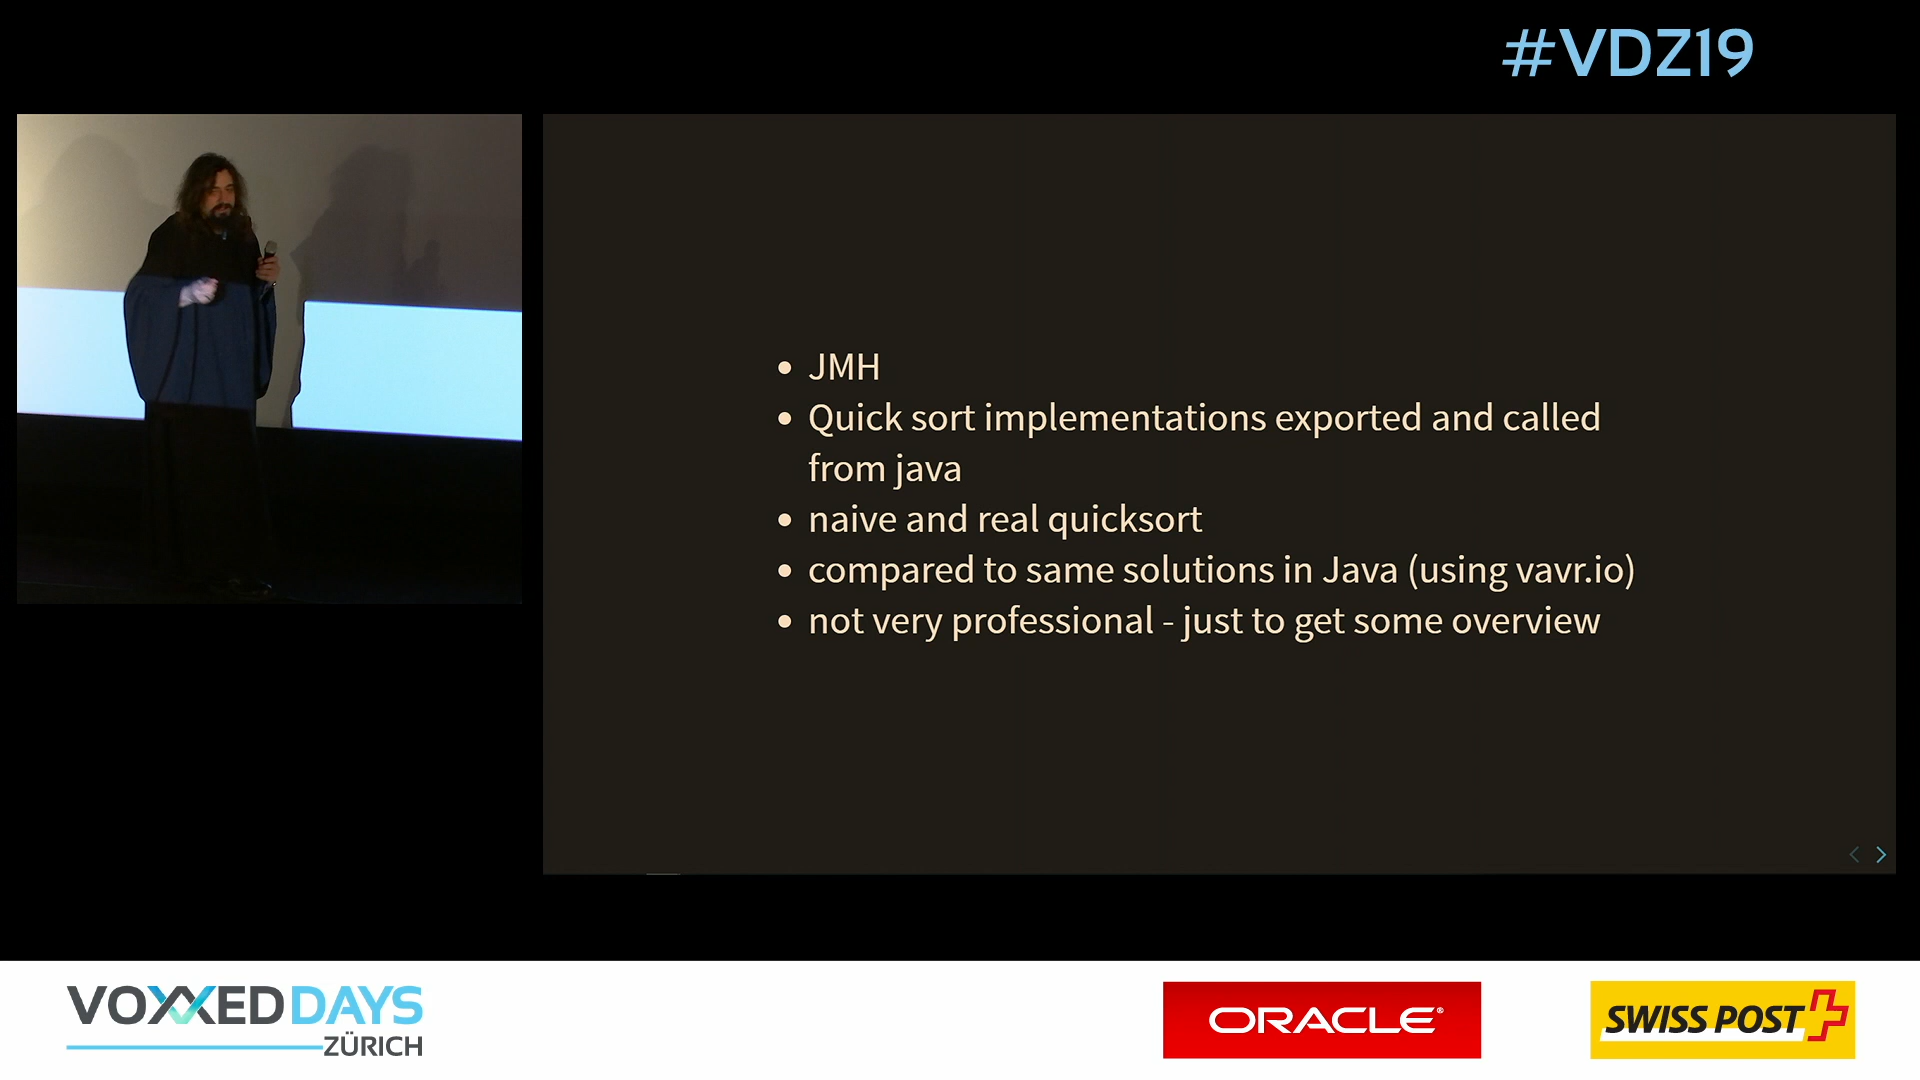 #VDZ19
• JMH
• Quick sort implementations exported and called
from java
• naive and real quicksort
• compared to same solutions in Java (using vavr.io)
• not very professional - just to get some overview
VOXXED DAYS
ZÜRICH
ORACLE®
SWISS POST